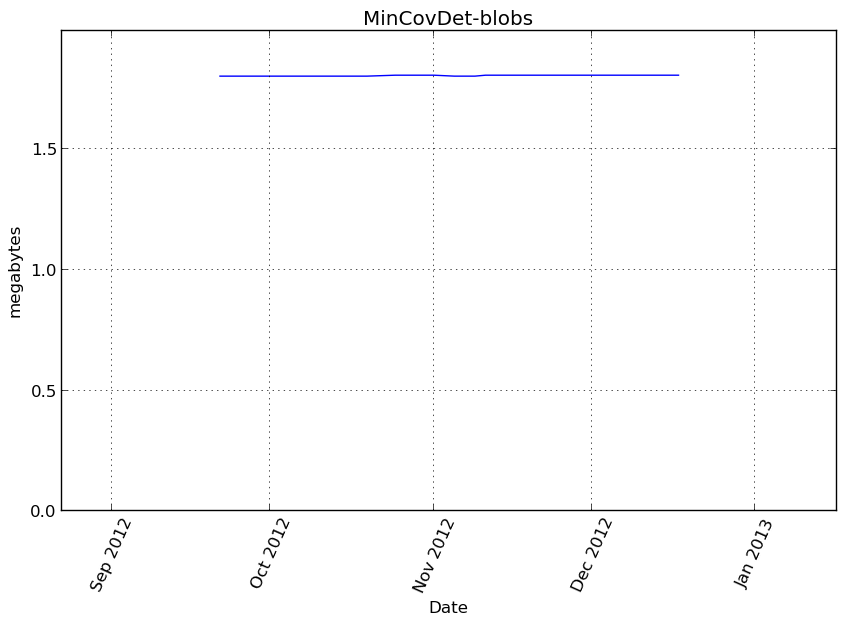 MinCovDet-blobs
megabytes
1.5
1.0
0.5
0.0
Sep 2012
Oct 2012
Nov 2012
Dec 2012
Jan 2013
Date